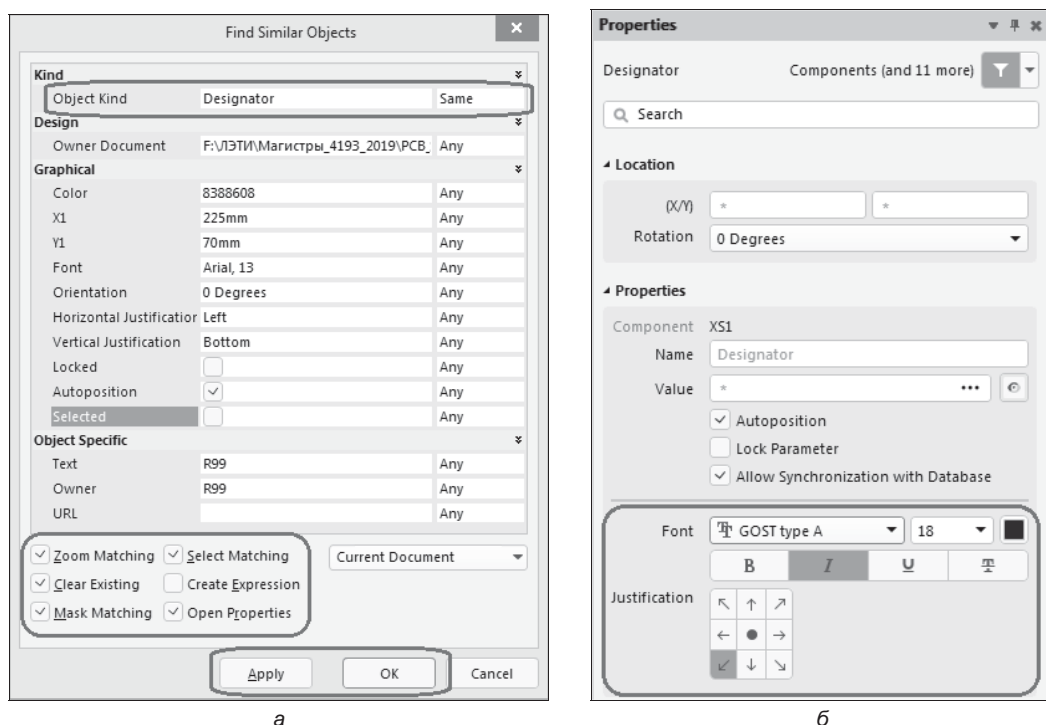 Find Similar Objects
Kind
Object Kind Designator Same
Design
Owner Document F:\ЛЭТИ\Магистры_4193_2019\PCB_ Any
Graphical
Color 8388608 Any
X1 225mm Any
Y1 70mm Any
Font Arial, 13 Any
Orientation 0 Degrees Any
Horizontal Justification Left Any
Vertical Justification Bottom Any
Locked Any
Autoposition Any
Selected Any
Object Specific
Text R99 Any
Owner R99 Any
URL Any
Zoom Matching Select Matching Current Document
Clear Existing Create Expression
Mask Matching Open Properties
Apply OK Cancel
а
Properties
Designator Components (and 11 more)
Search
Location
(X/Y) * *
Rotation 0 Degrees
Properties
Component XS1
Name Designator
Value * •••
Autoposition
Lock Parameter
Allow Synchronization with Database
Font GOST type A 18
B I U T
Justification
б